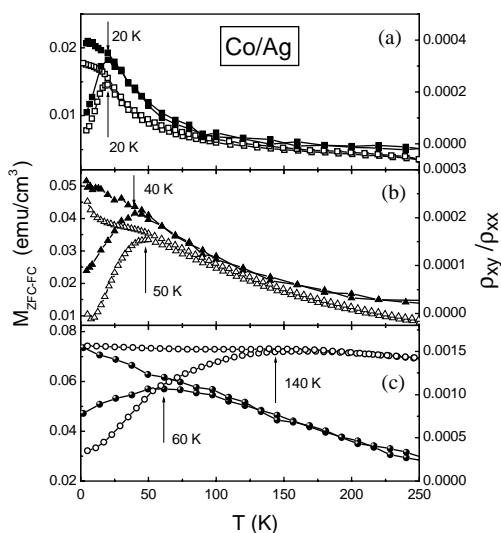 Co/Ag
(a)
20 K
20 K
0.02
0.01
0.0004
0.0002
0.0000
(b)
40 K
50 K
0.05
0.04
0.03
0.02
0.01
0.0003
0.0002
0.0001
0.0000
(c)
140 K
60 K
0.08
0.06
0.04
0.02
0.0015
0.0010
0.0005
0.0000
0 50 100 150 200 250
T (K)
M ZFC-FC (emu/cm³)
ρxy /ρxx